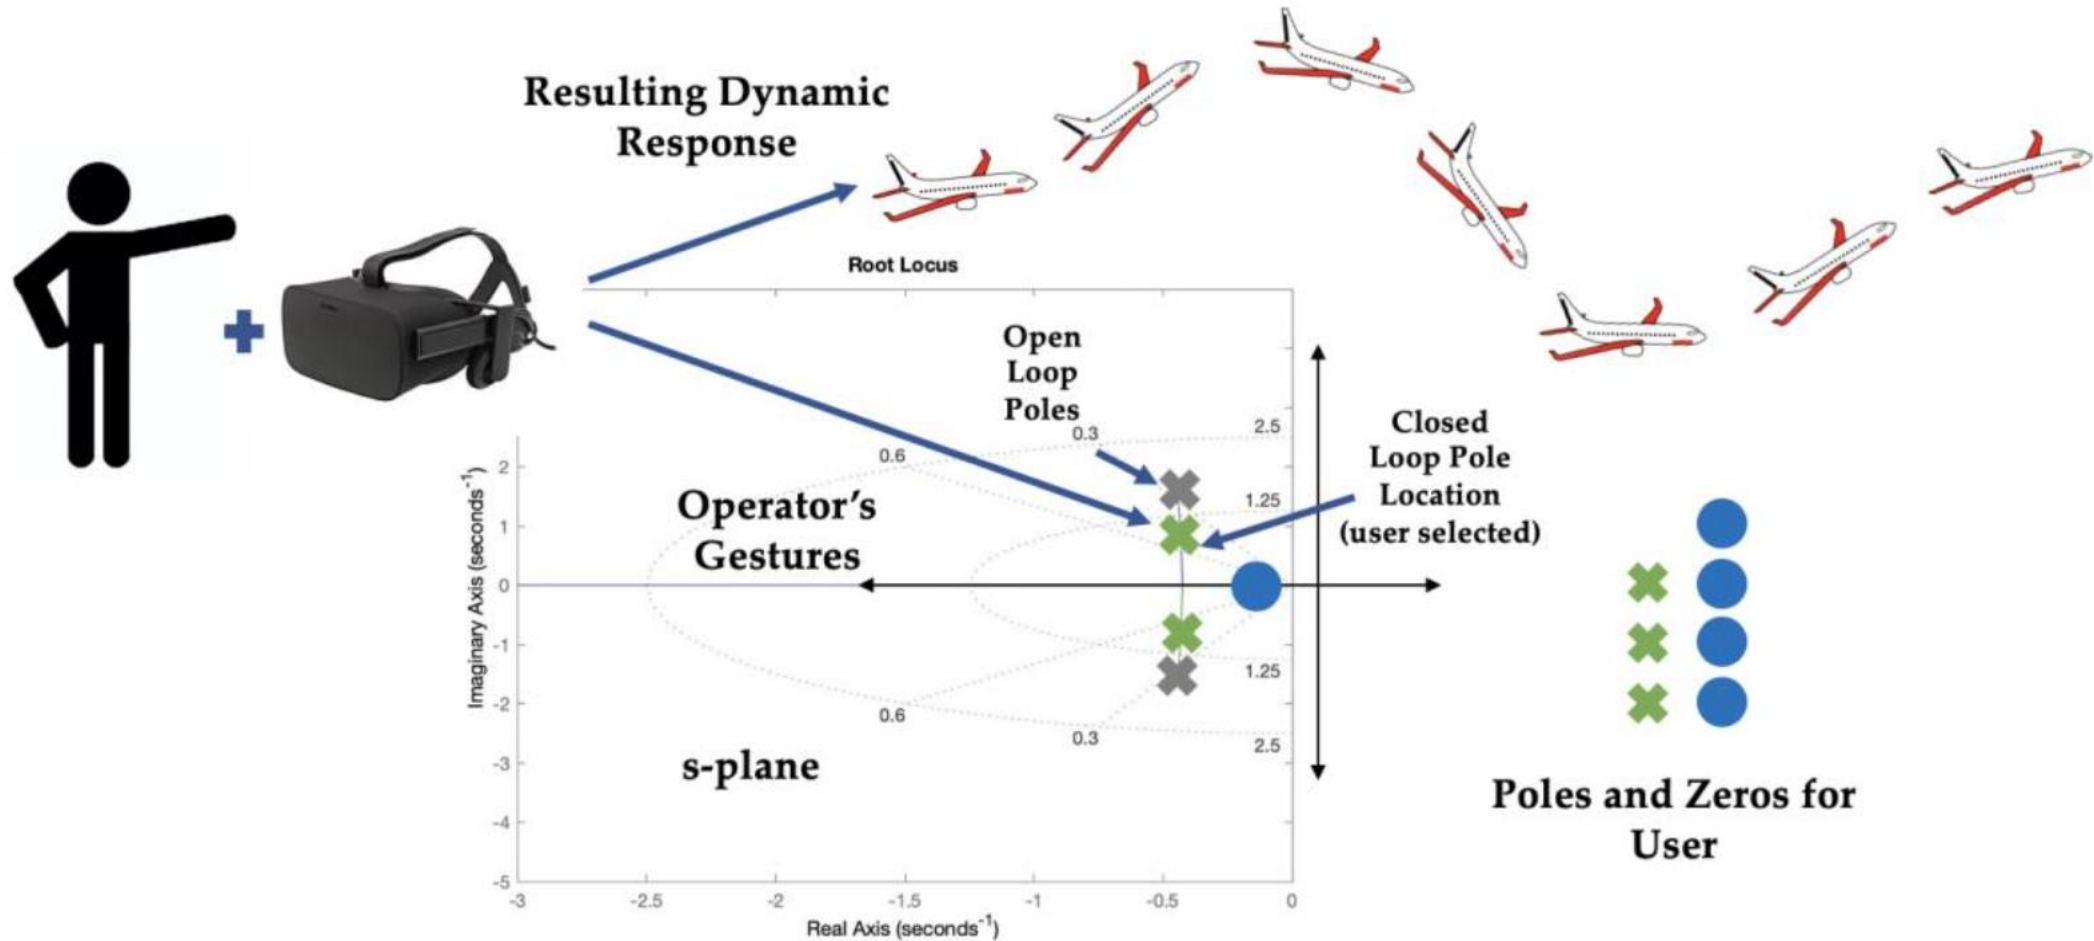 Resulting Dynamic
Response
Root Locus
Open
Loop
Poles
0.3
2.5
0.6
Closed
Loop Pole
Location
(user selected)
1.25
Operator's
Gestures
Imaginary Axis (seconds⁻¹)
2
1
0
-1
-2
-3
-4
-5
1.25
0.6
0.3
2.5
s-plane
Poles and Zeros for
User
-3
-2.5
-2
-1.5
-1
-0.5
0
Real Axis (seconds⁻¹)